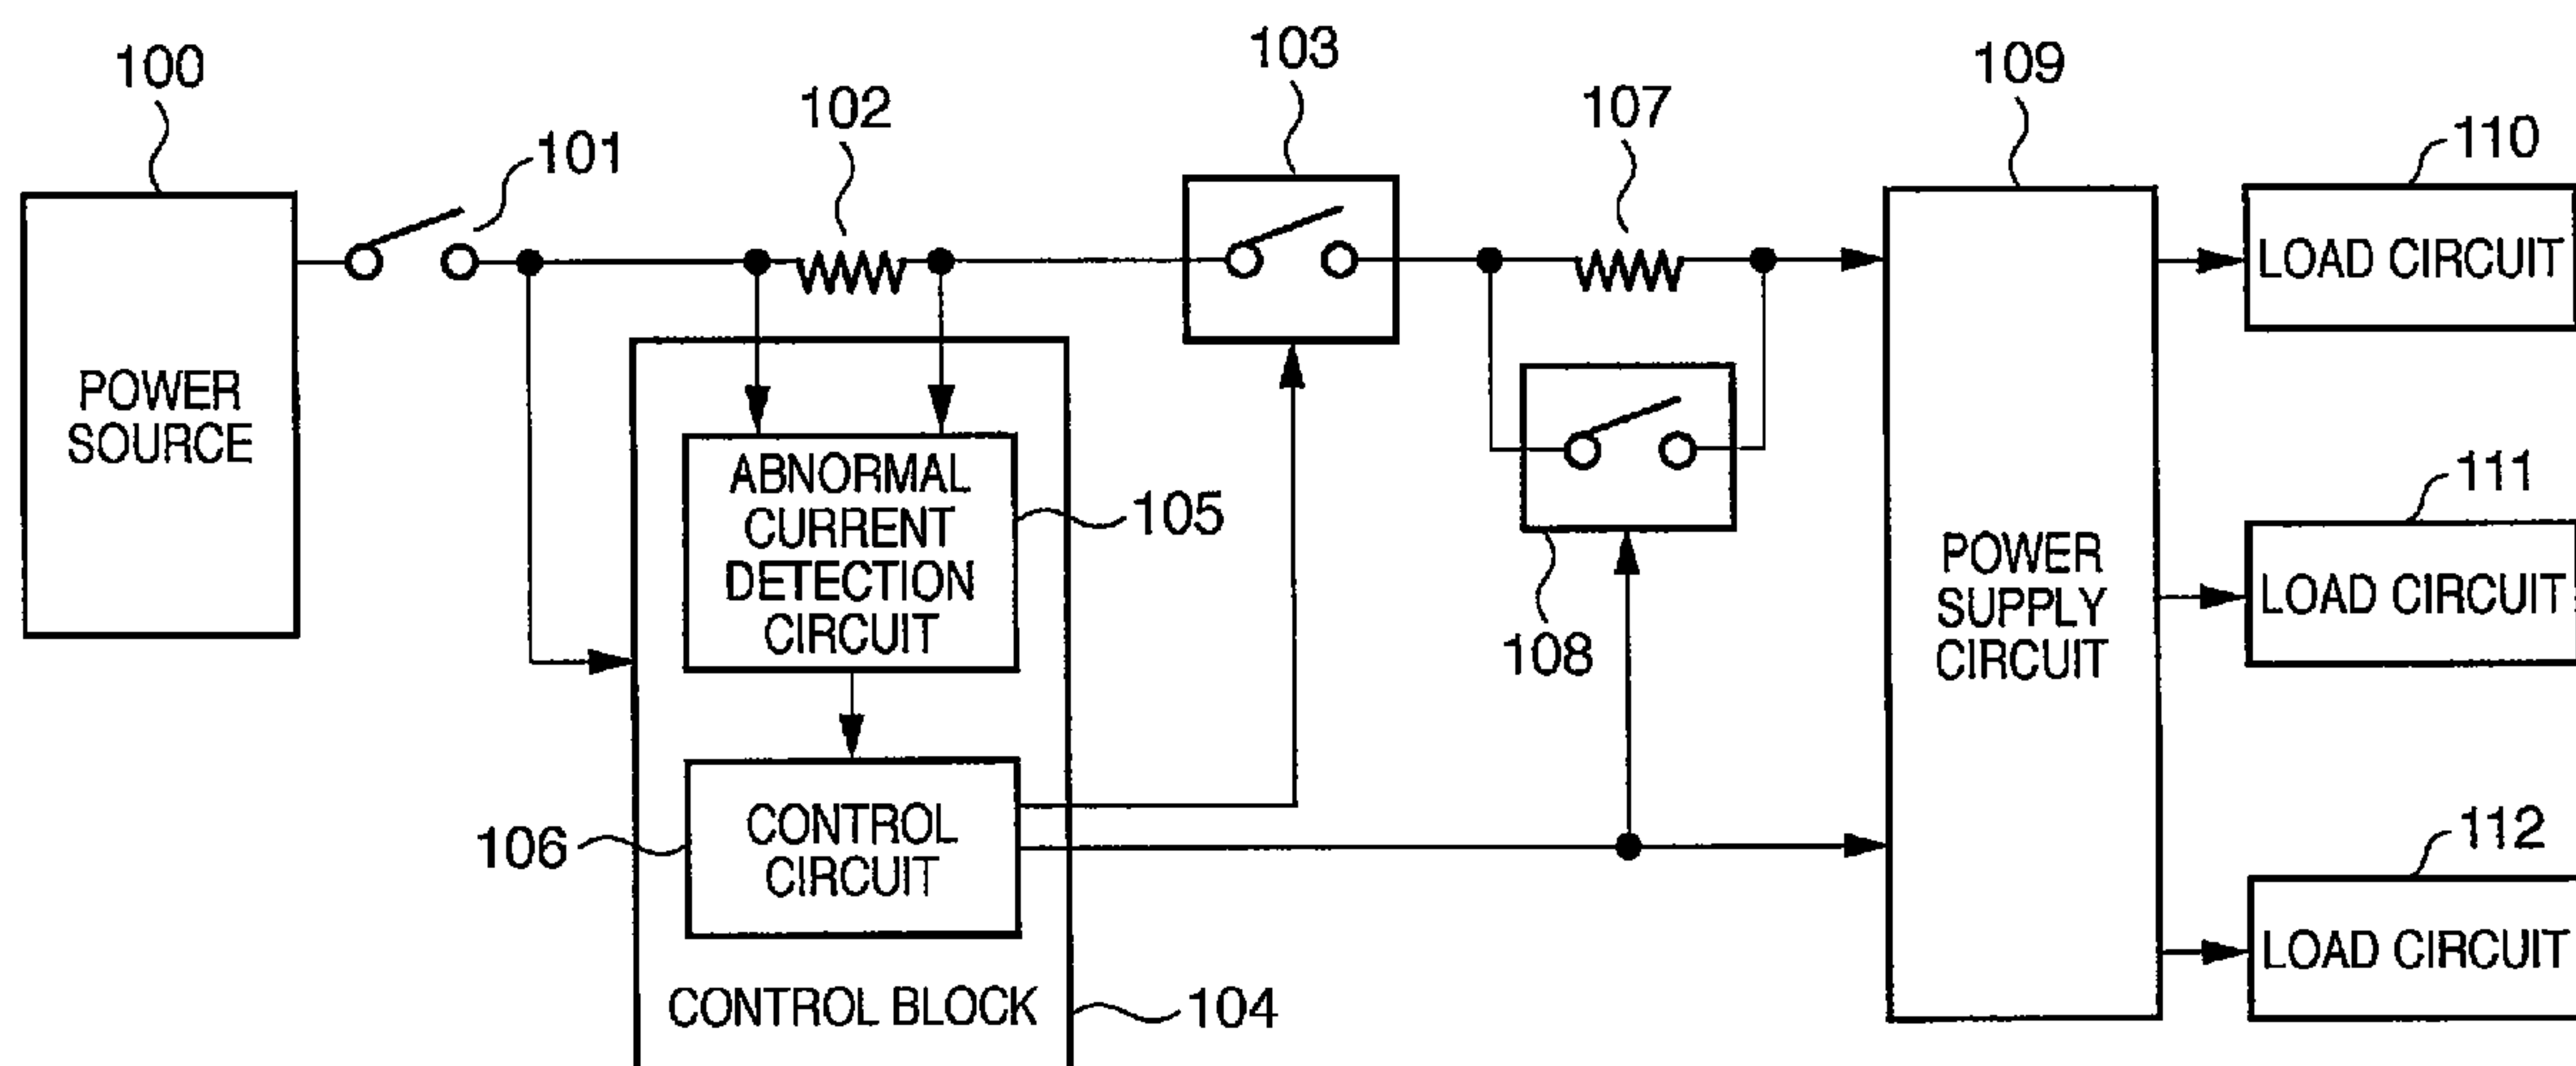 100
101
102
103
107
109
110
LOAD CIRCUIT
POWER
SOURCE
ABNORMAL
CURRENT
DETECTION
CIRCUIT
105
108
POWER
SUPPLY
CIRCUIT
111
LOAD CIRCUIT
106
CONTROL
CIRCUIT
112
LOAD CIRCUIT
CONTROL BLOCK
104